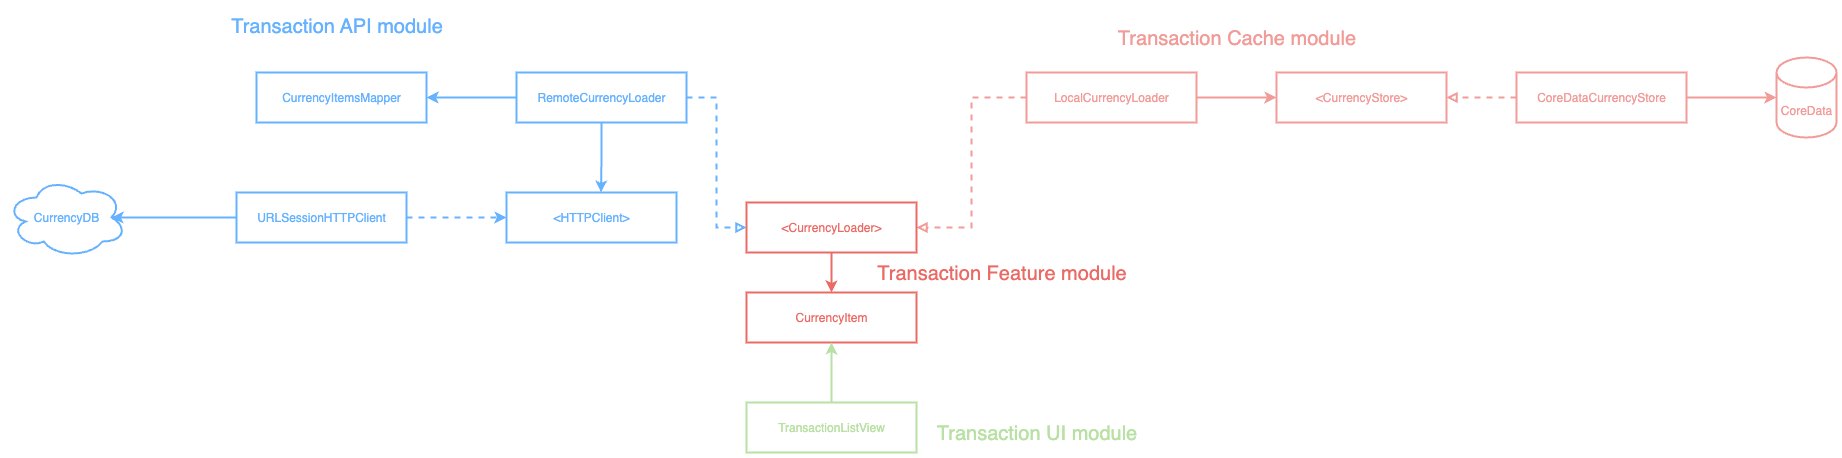 Transaction API module
Transaction Cache module
CurrencyItemsMapper
RemoteCurrencyLoader
LocalCurrencyLoader
<CurrencyStore>
CoreDataCurrencyStore
CoreData
CurrencyDB
URLSessionHTTPClient
<HTTPClient>
<CurrencyLoader>
Transaction Feature module
CurrencyItem
TransactionListView
Transaction UI module